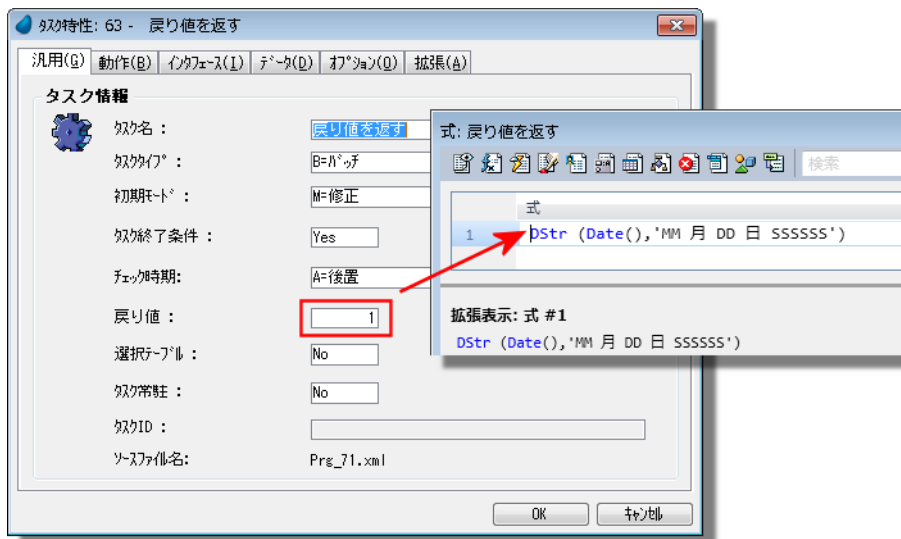 ﾀｽｸ特性: 63 - 戻り値を返す
汎用(G) 動作(B) ｲﾝﾀﾌｪｰｽ(I) ﾃﾞｰﾀ(D) ｵﾌﾟｼｮﾝ(O) 拡張(A)
タスク情報
ﾀｽｸ名 : 戻り値を返す
ﾀｽｸﾀｲﾌﾟ : B=ﾊﾞｯﾁ
初期ﾓｰﾄﾞ : M=修正
ﾀｽｸ終了条件 : Yes
ﾁｪｯｸ時期: A=後置
戻り値 : 1
選択ﾃｰﾌﾞﾙ : No
ﾀｽｸ常駐 : No
ﾀｽｸID :
ｿｰｽﾌｧｲﾙ名: Prg_71.xml
OK ｷｬﾝｾﾙ
式: 戻り値を返す
検索
式
1 DStr (Date(),'MM 月 DD 日 SSSSSS')
拡張表示: 式 #1
DStr (Date(),'MM 月 DD 日 SSSSSS')